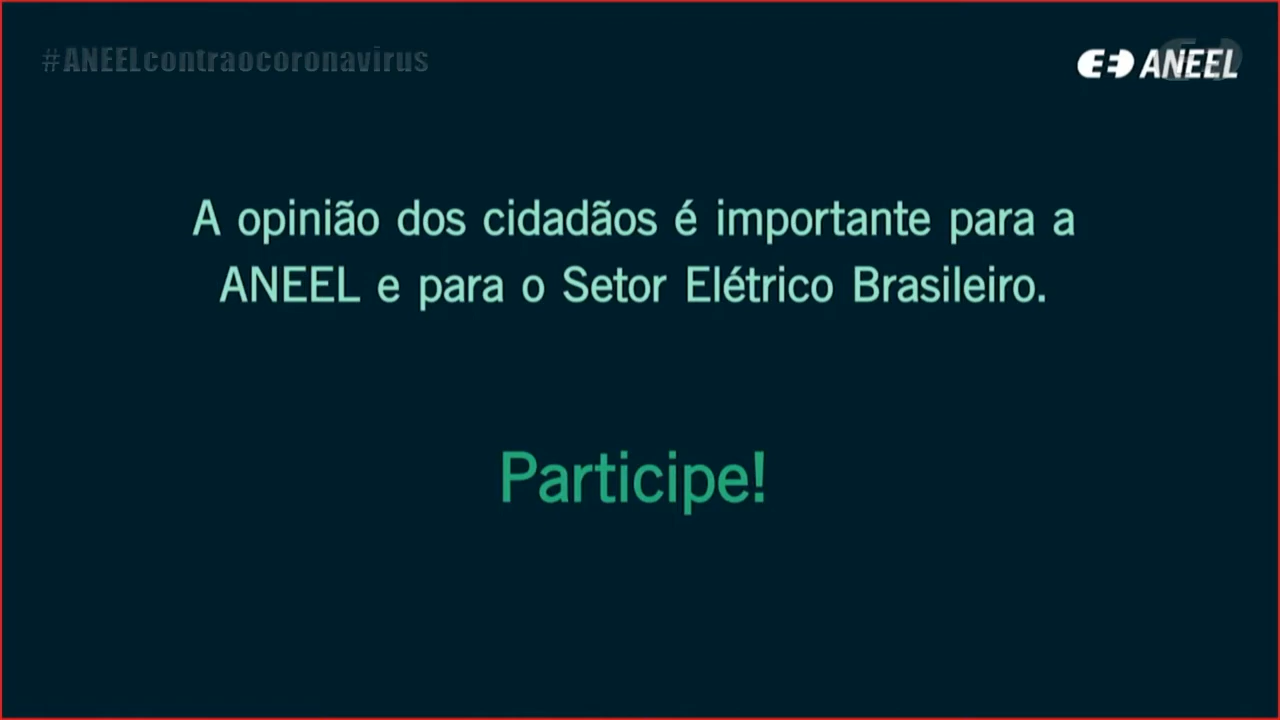 #ANEELcontraocoronavirus
ANEEL
A opinião dos cidadãos é importante para a
ANEEL e para o Setor Elétrico Brasileiro.
Participe!